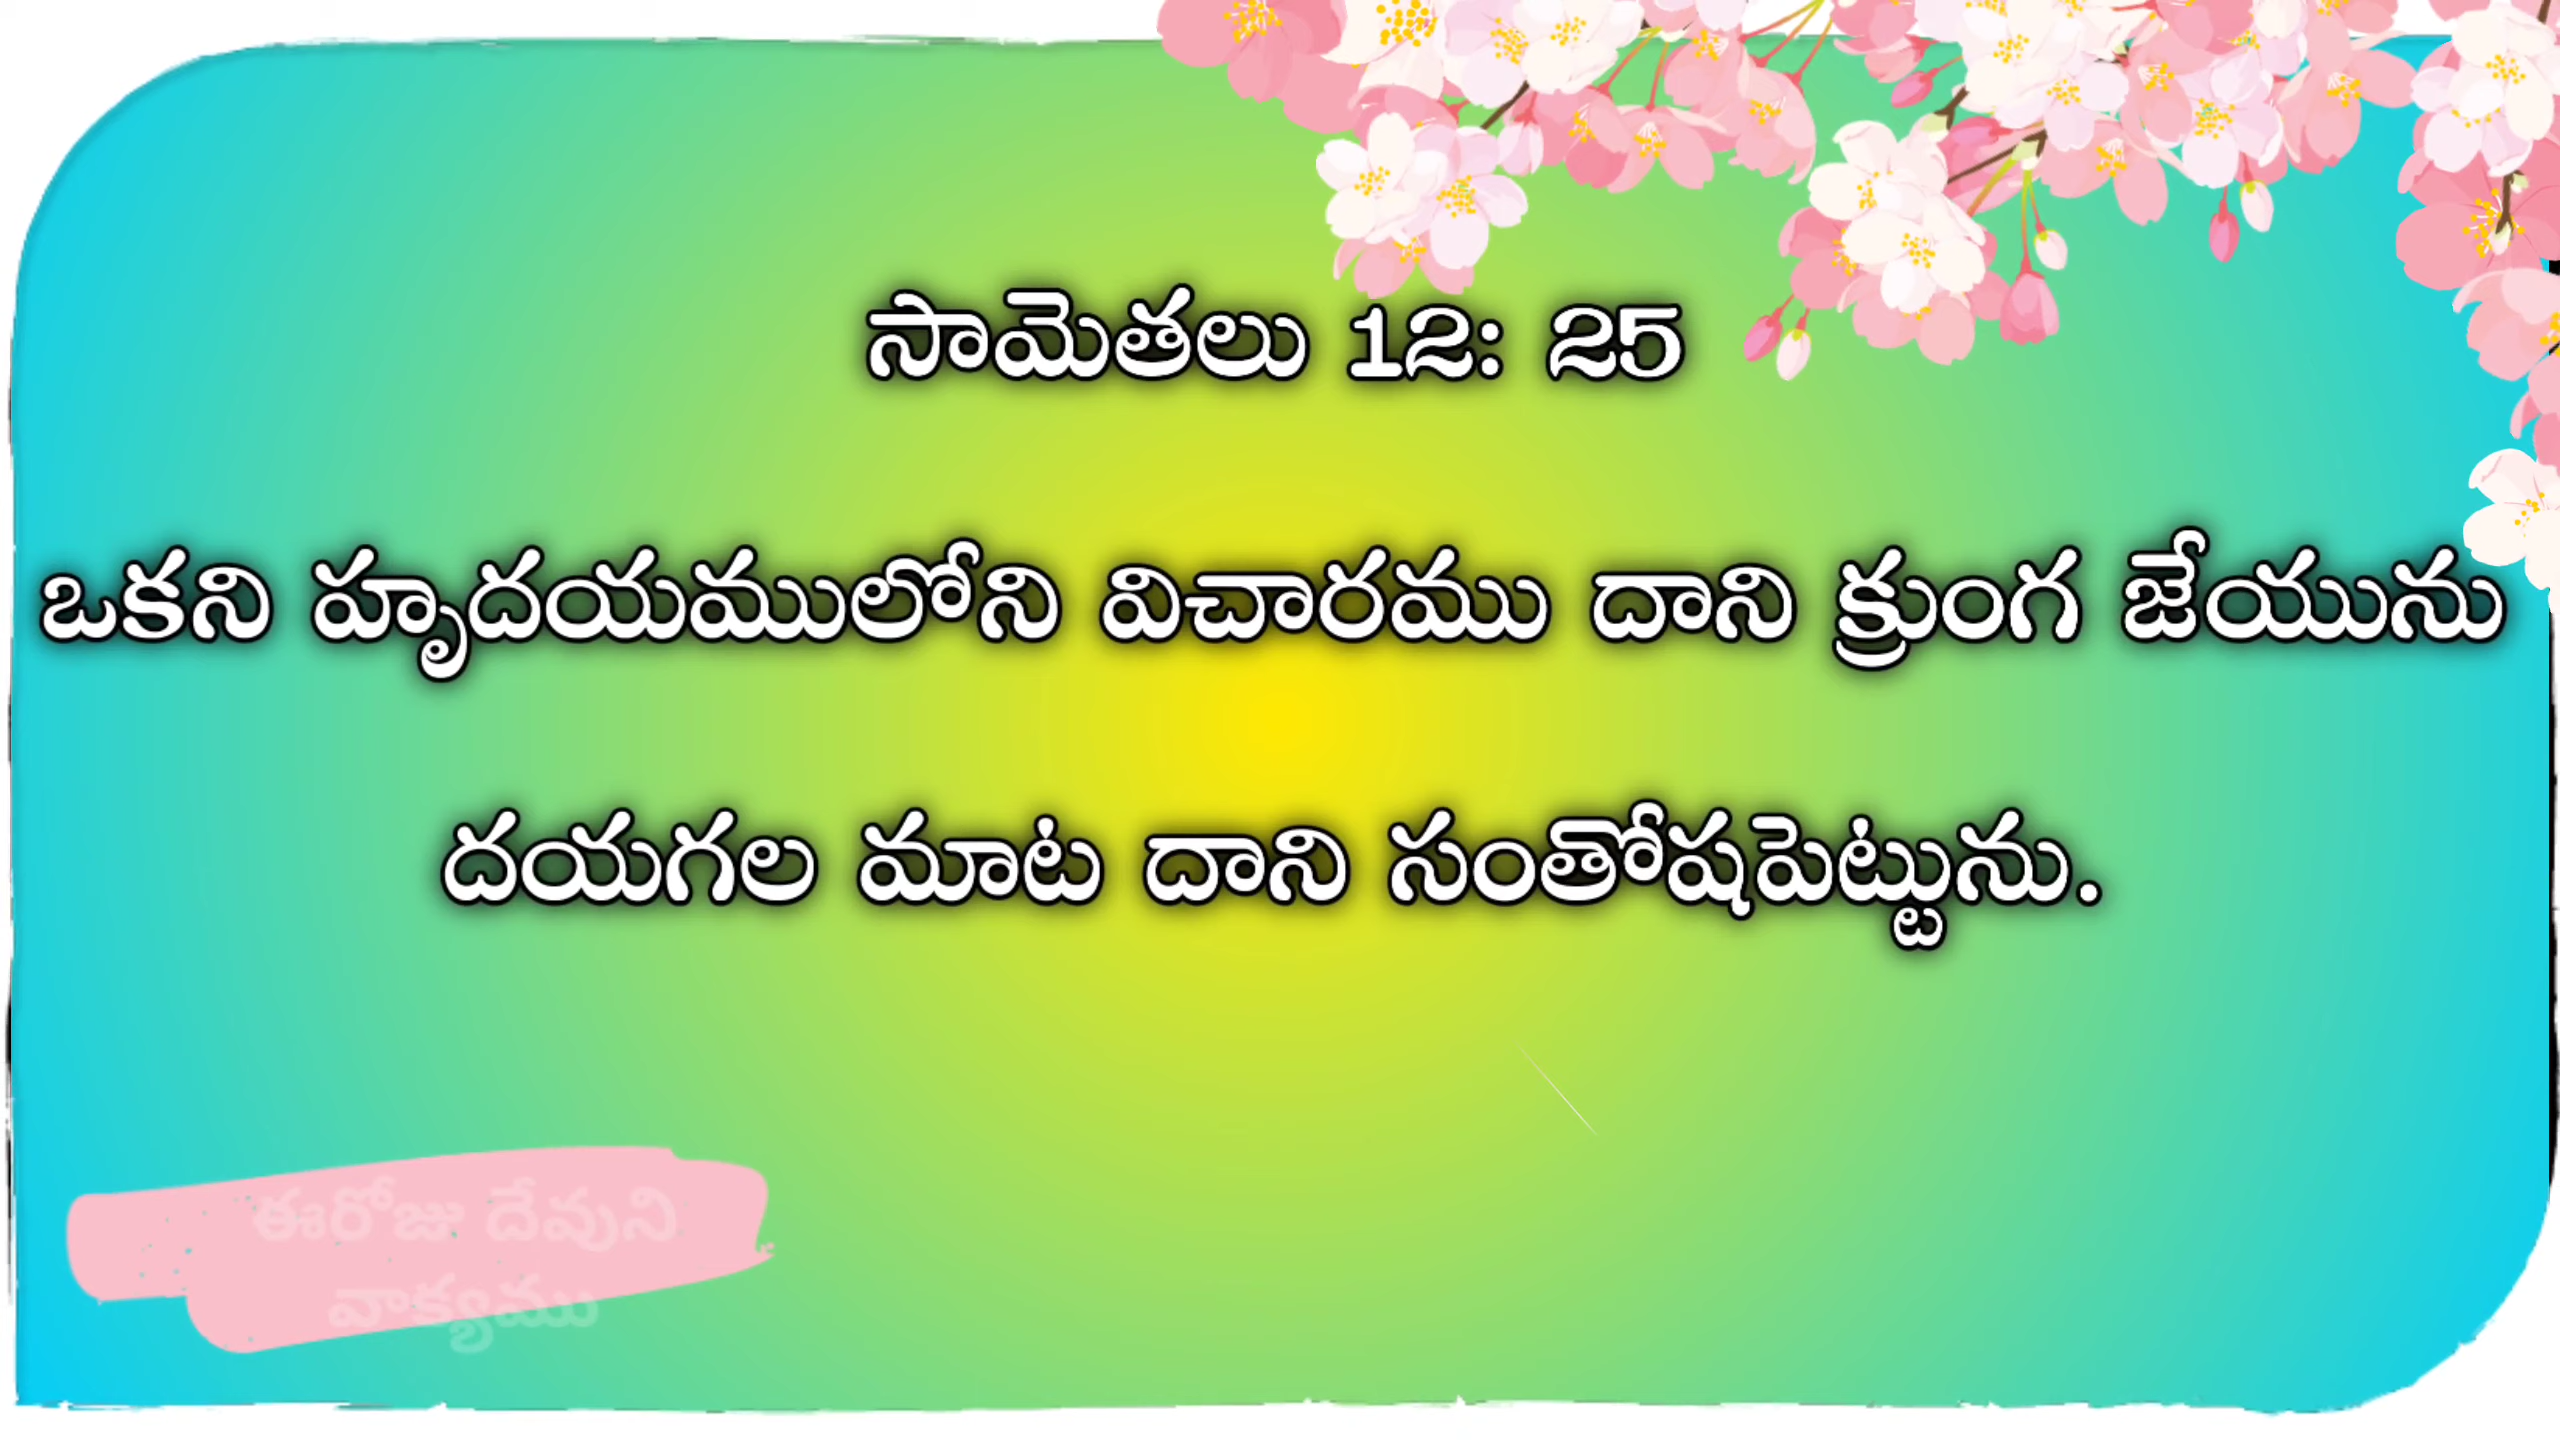 సామెతలు 12: 25
ఒకని హృదయములోని విచారము దాని క్రుంగ జేయును
దయగల మాట దాని సంతోషపెట్టును.
ఈరోజు దేవుని
వాక్యము